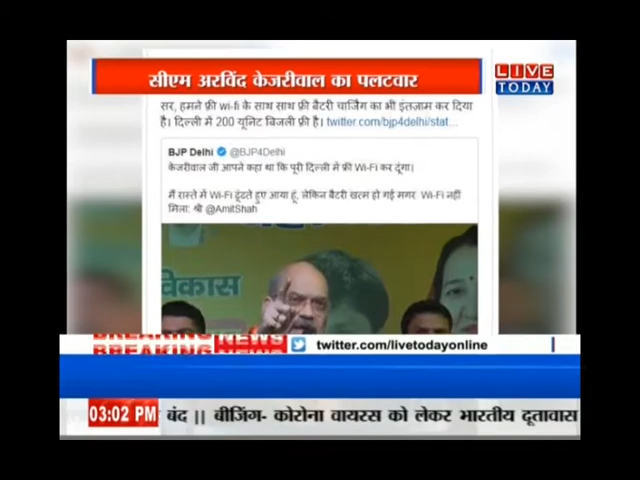 सीएम अरविंद केजरीवाल का पलटवार
LIVE
TODAY
सर, हमने फ्री wi-fi के साथ साथ फ्री बैटरी चार्जिंग का भी इंतज़ाम कर दिया
है। दिल्ली में 200 यूनिट बिजली फ्री है। twitter.com/bjp4delhi/stat...
BJP Delhi @BJP4Delhi
केजरीवाल जी आपने कहा था कि पूरी दिल्ली में फ्री Wi-Fi कर दूंगा।
मैं रास्ते में Wi-Fi ढूंढते हुए आया हूं, लेकिन बैटरी खत्म हो गई मगर Wi-Fi नहीं
मिला: श्री @AmitShah
विकास
BREAKING NEWS
BREAKING NEWS
twitter.com/livetodayonline
03:02 PM बंद || बीजिंग- कोरोना वायरस को लेकर भारतीय दूतावास